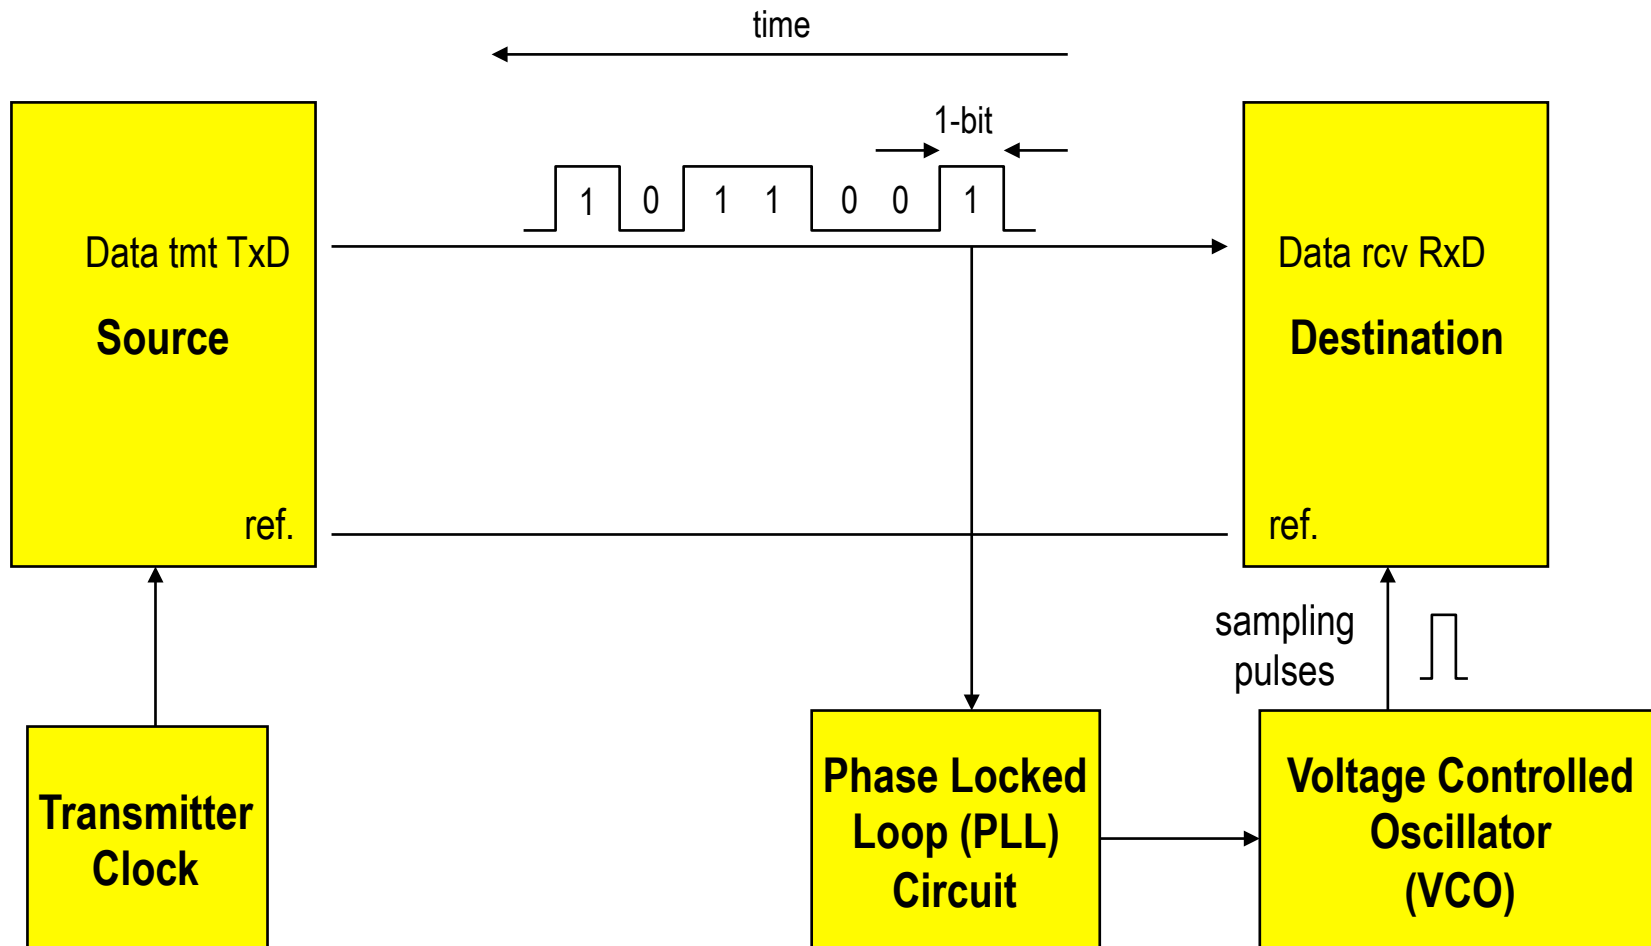 time
1-bit
1 0 1 1 0 0 1
Data tmt TxD
Source
ref.
Data rcv RxD
Destination
ref.
sampling
pulses
Transmitter
Clock
Phase Locked
Loop (PLL)
Circuit
Voltage Controlled
Oscillator
(VCO)